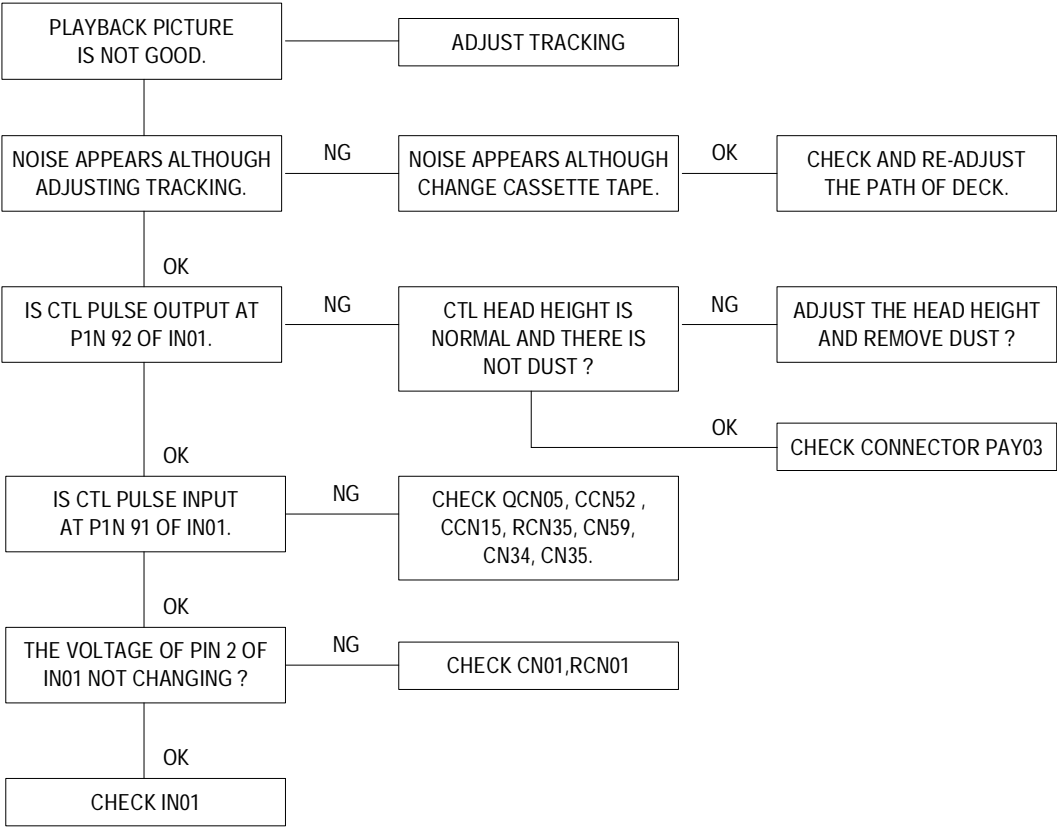 PLAYBACK PICTURE
IS NOT GOOD.
ADJUST TRACKING
NOISE APPEARS ALTHOUGH
ADJUSTING TRACKING.
NG
NOISE APPEARS ALTHOUGH
CHANGE CASSETTE TAPE.
OK
CHECK AND RE-ADJUST
THE PATH OF DECK.
OK
IS CTL PULSE OUTPUT AT
P1N 92 OF IN01.
NG
CTL HEAD HEIGHT IS
NORMAL AND THERE IS
NOT DUST ?
NG
ADJUST THE HEAD HEIGHT
AND REMOVE DUST ?
OK
CHECK CONNECTOR PAY03
OK
IS CTL PULSE INPUT
AT P1N 91 OF IN01.
NG
CHECK QCN05, CCN52 ,
CCN15, RCN35, CN59,
CN34, CN35.
OK
THE VOLTAGE OF PIN 2 OF
IN01 NOT CHANGING ?
NG
CHECK CN01,RCN01
OK
CHECK IN01